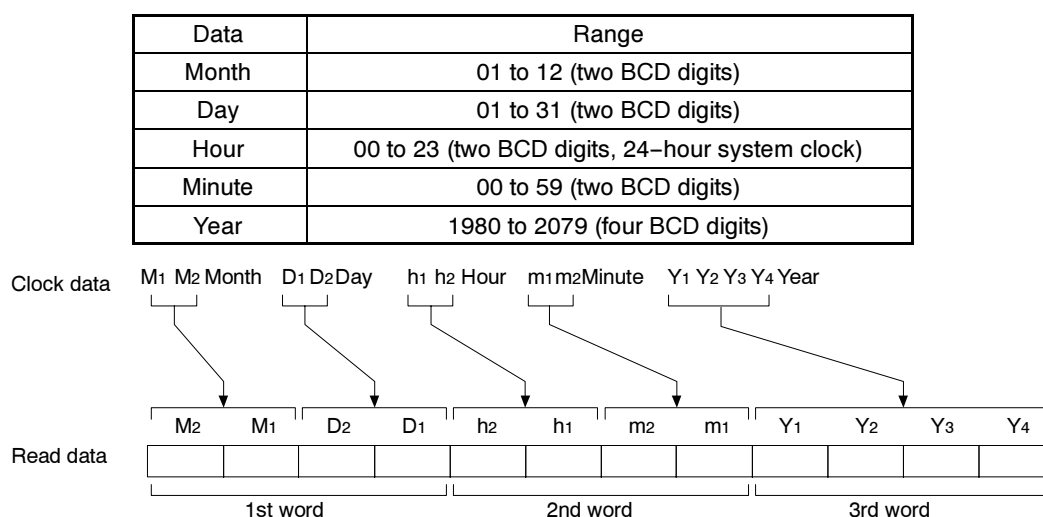 Data Range
Month 01 to 12 (two BCD digits)
Day 01 to 31 (two BCD digits)
Hour 00 to 23 (two BCD digits, 24−hour system clock)
Minute 00 to 59 (two BCD digits)
Year 1980 to 2079 (four BCD digits)
Clock data M1 M2 Month D1 D2 Day h1 h2 Hour m1 m2 Minute Y1 Y2 Y3 Y4 Year
M2 M1 D2 D1 h2 h1 m2 m1 Y1 Y2 Y3 Y4
Read data
1st word 2nd word 3rd word